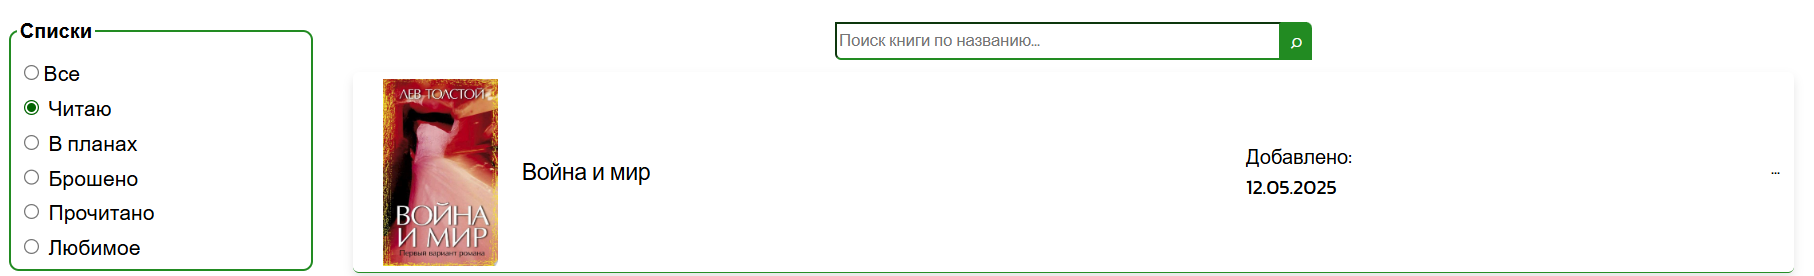 Списки
Все
Читаю
В планах
Брошено
Прочитано
Любимое
Поиск книги по названию...
ЛЕВ ТОЛСТОЙ
ВОЙНА
И МИР
Первый вариант романа
Война и мир
Добавлено:
12.05.2025
...